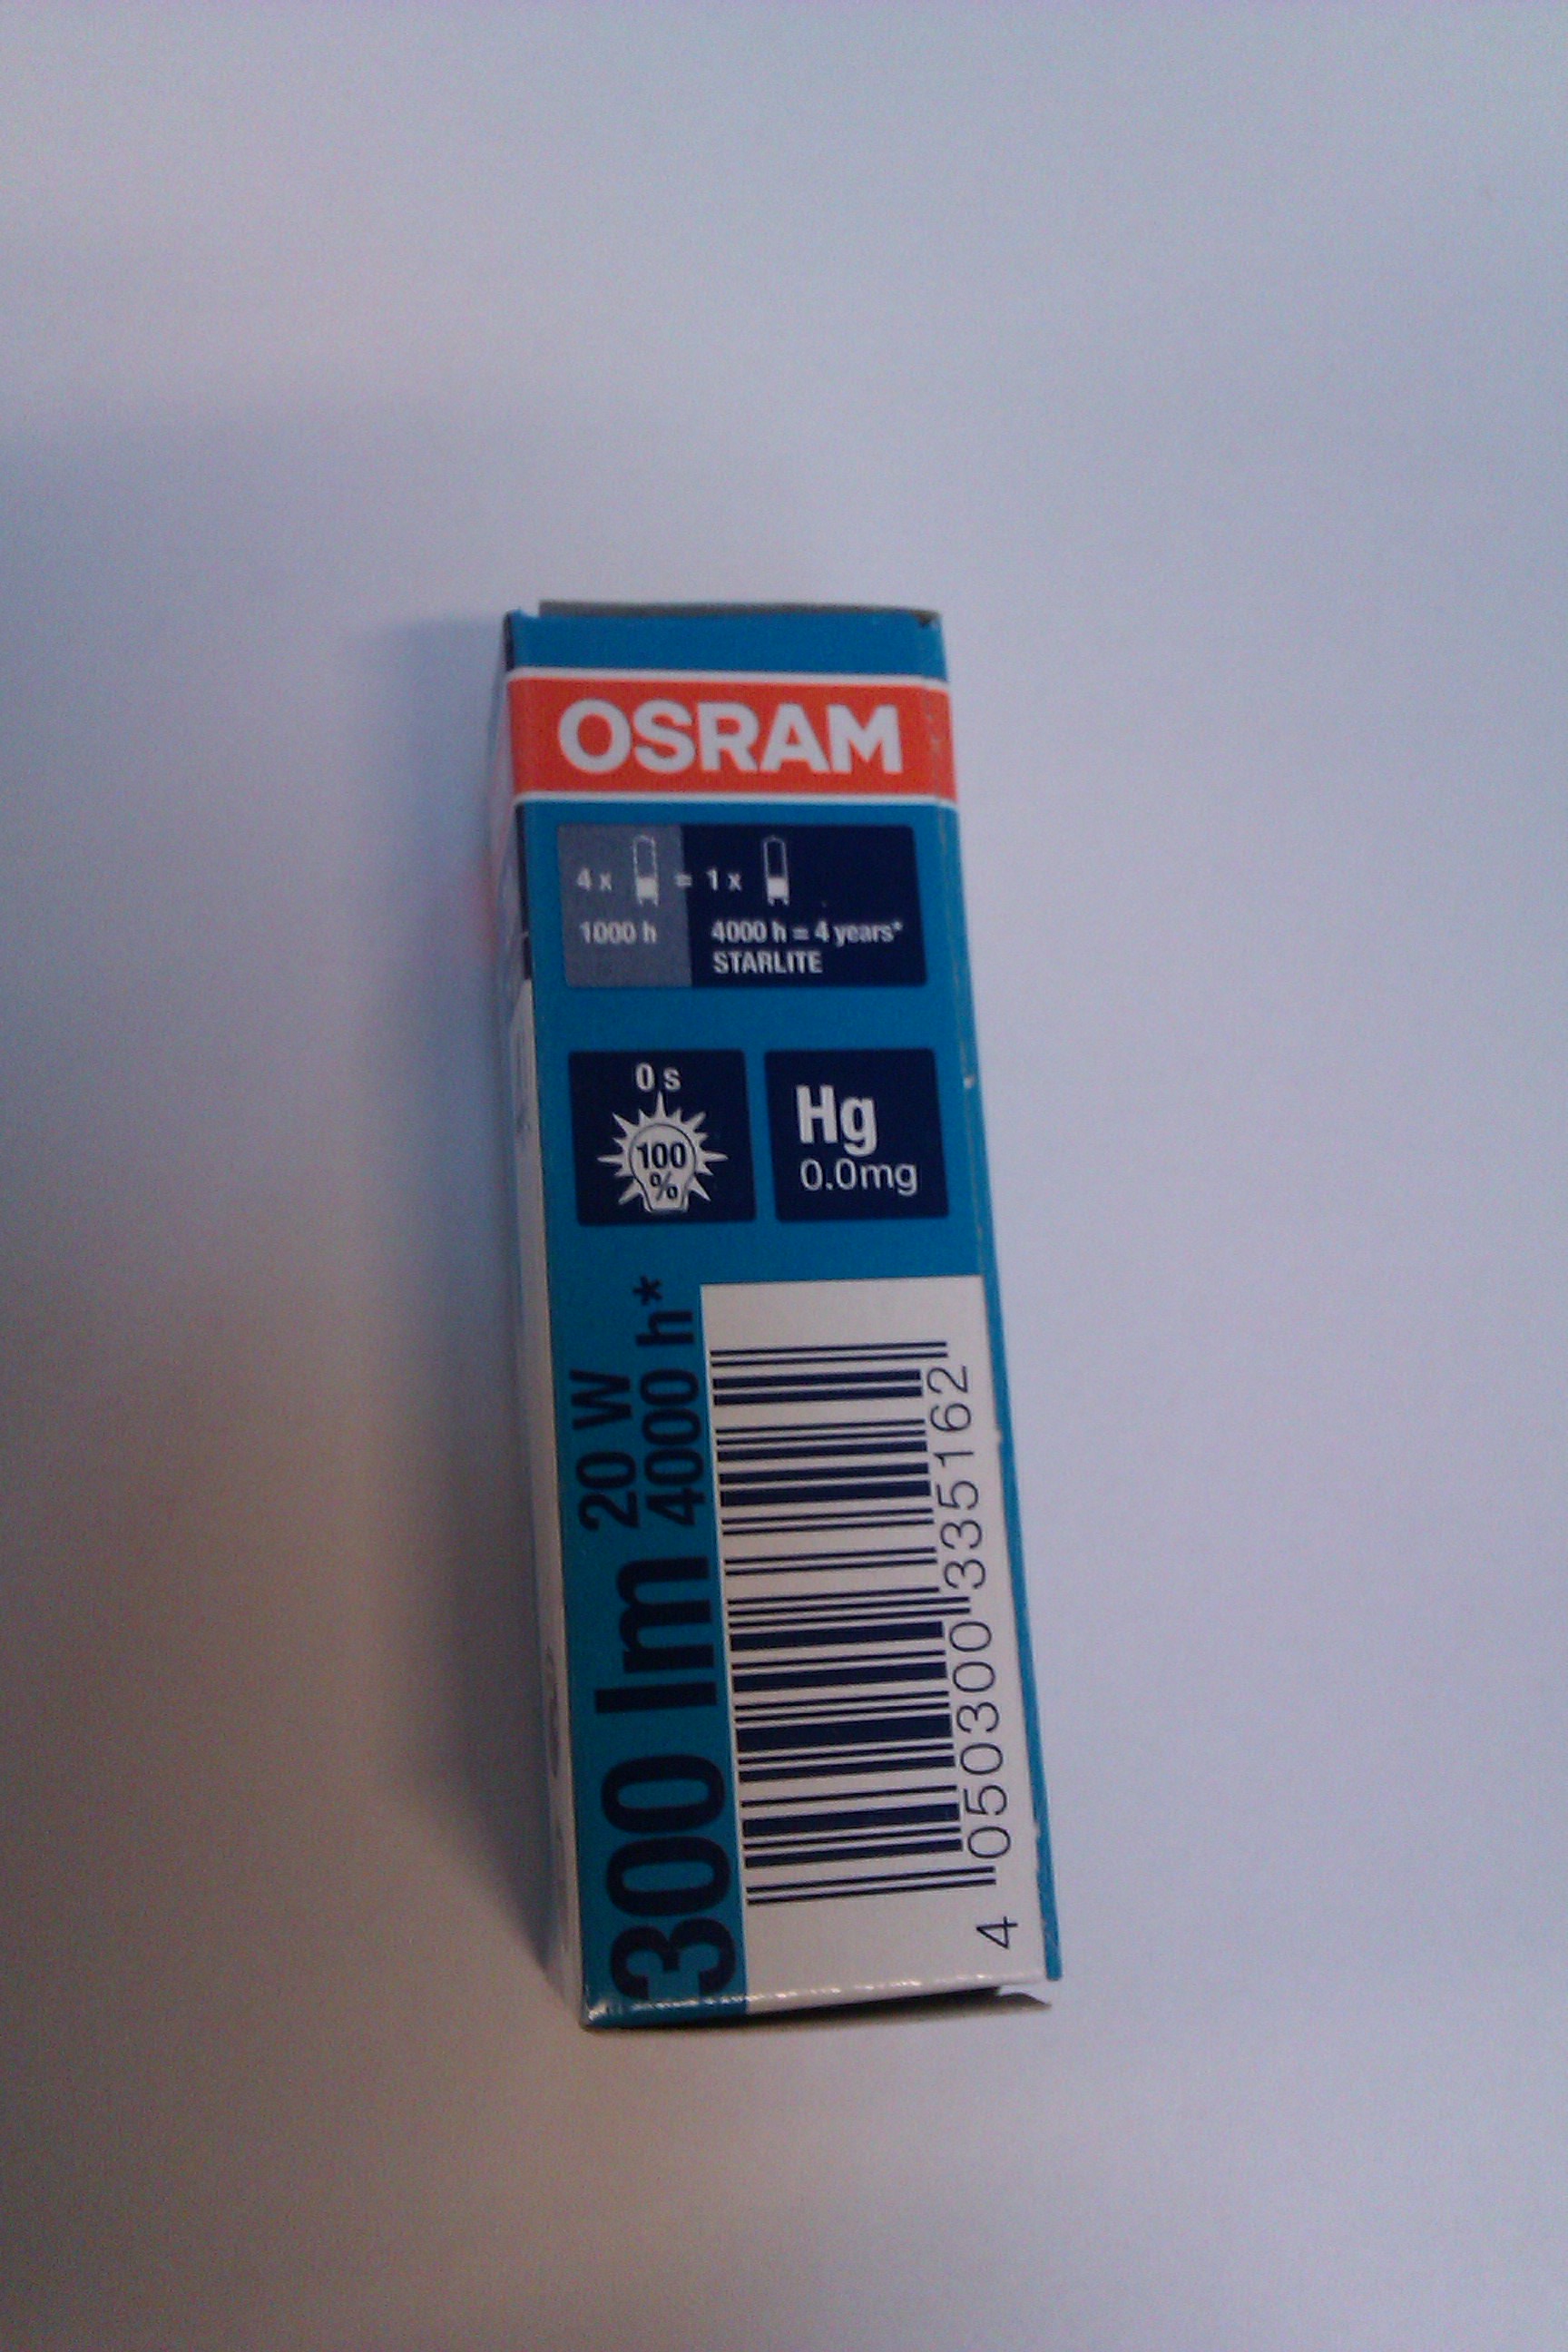 OSRAM
4 x = 1 x
1000 h 4000 h = 4 years*
STARLITE
0 s
100
%
Hg
0.0mg
300 lm
20 W
4000 h*
4 050300 335162